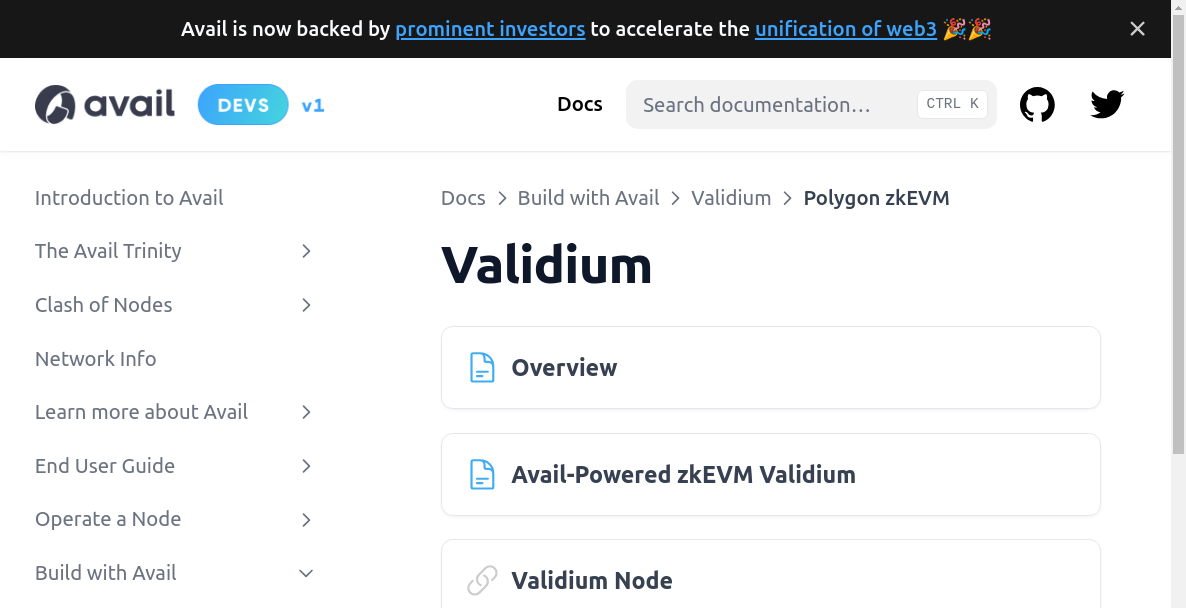 Avail is now backed by prominent investors to accelerate the unification of web3 🎉🎉
avail DEVS v1
Docs
Search documentation…
CTRL K
Introduction to Avail
The Avail Trinity
Clash of Nodes
Network Info
Learn more about Avail
End User Guide
Operate a Node
Build with Avail
Docs > Build with Avail > Validium > Polygon zkEVM
Validium
Overview
Avail-Powered zkEVM Validium
Validium Node